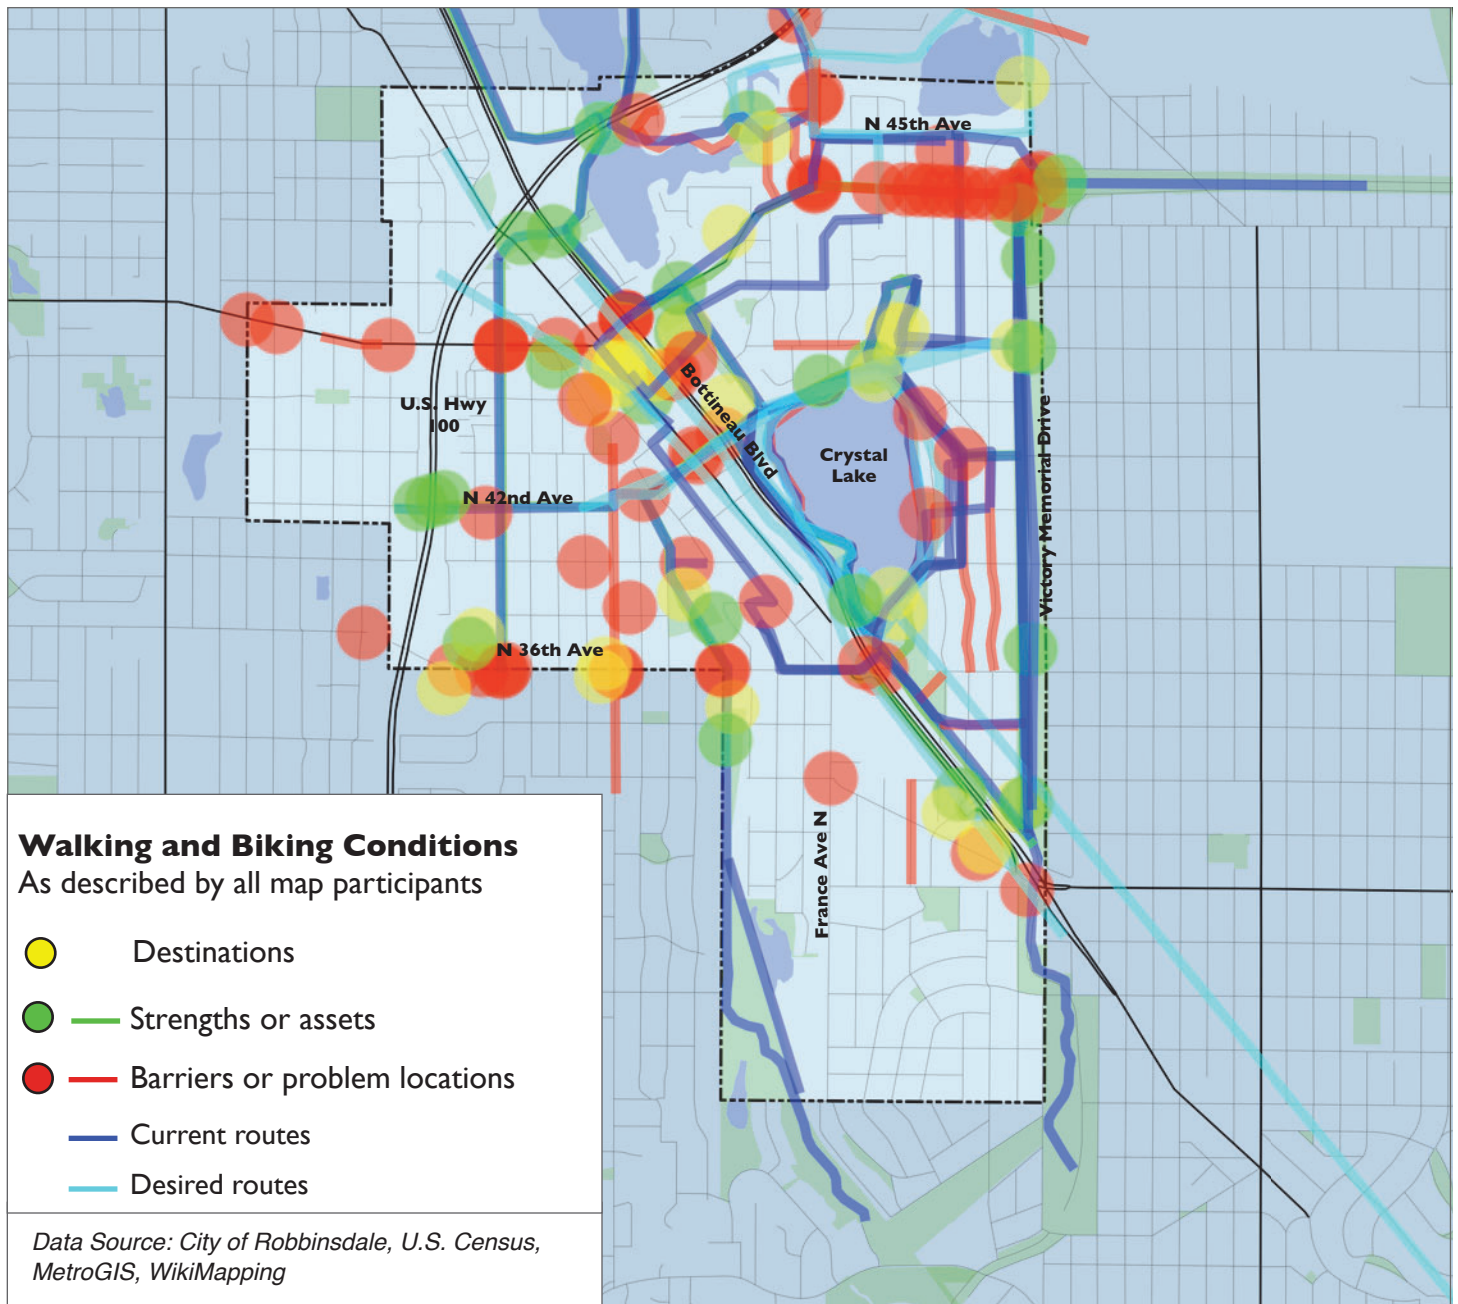 N 45th Ave
Bottineau Blvd
U.S. Hwy
100
Crystal
Lake
N 42nd Ave
Victory Memorial Drive
N 36th Ave
France Ave N
Walking and Biking Conditions
As described by all map participants
Destinations
Strengths or assets
Barriers or problem locations
Current routes
Desired routes
Data Source: City of Robbinsdale, U.S. Census,
MetroGIS, WikiMapping